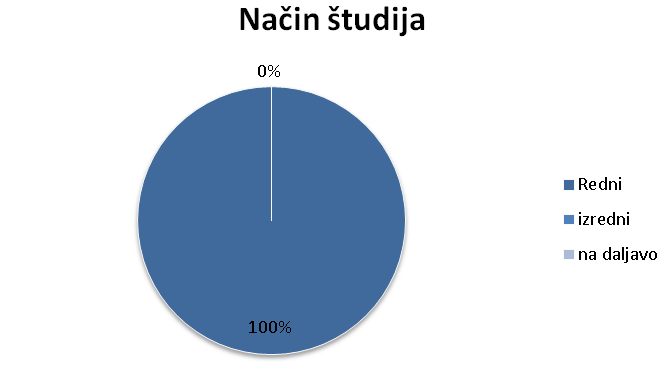 Način študija
0%
100%
Redni
izredni
na daljavo